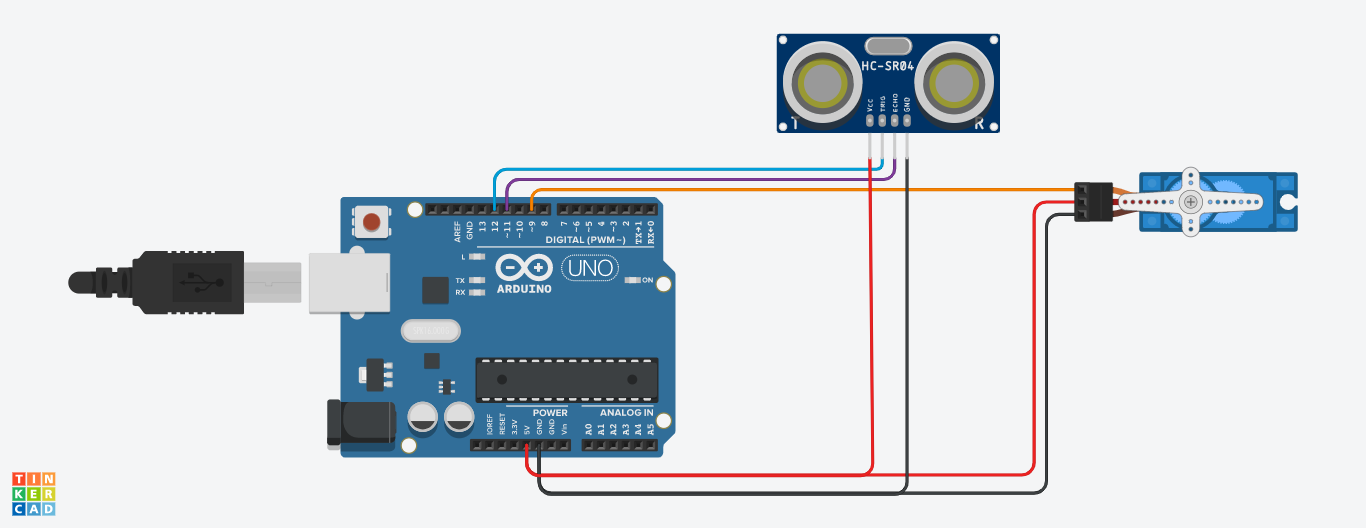 HC-SR04
VCC
TRIG
ECHO
GND
T
R
AREF
GND
13
12
~11
~10
~9
8
7
~6
~5
4
~3
2
TX→1
RX←0
DIGITAL (PWM~)
L
TX
RX
ON
UNO
ARDUINO
POWER
ANALOG IN
IOREF
RESET
3.3V
5V
GND
GND
Vin
A0
A1
A2
A3
A4
A5
TIN
KER
CAD